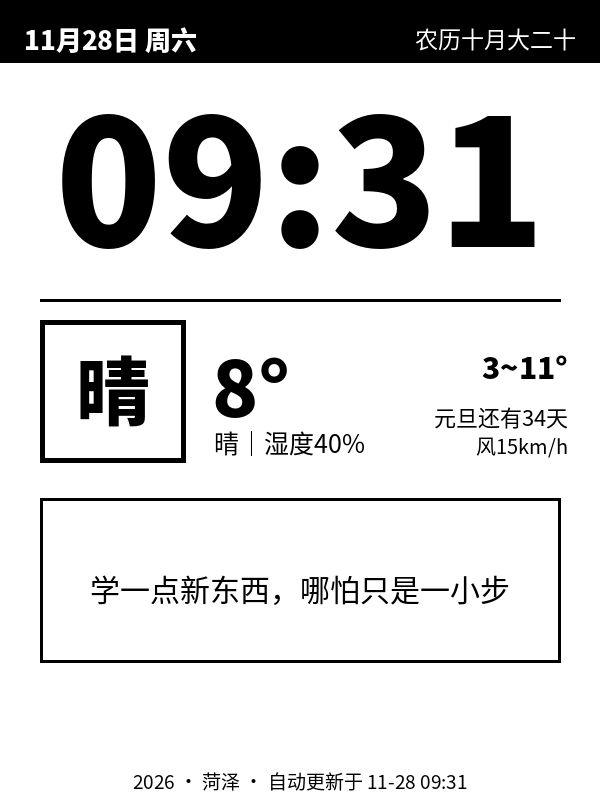 11月28日 周六
农历十月大二十
09:31
晴
8°
晴｜湿度40%
3~11°
元旦还有34天
风15km/h
学一点新东西，哪怕只是一小步
2026 · 菏泽 · 自动更新于 11-28 09:31